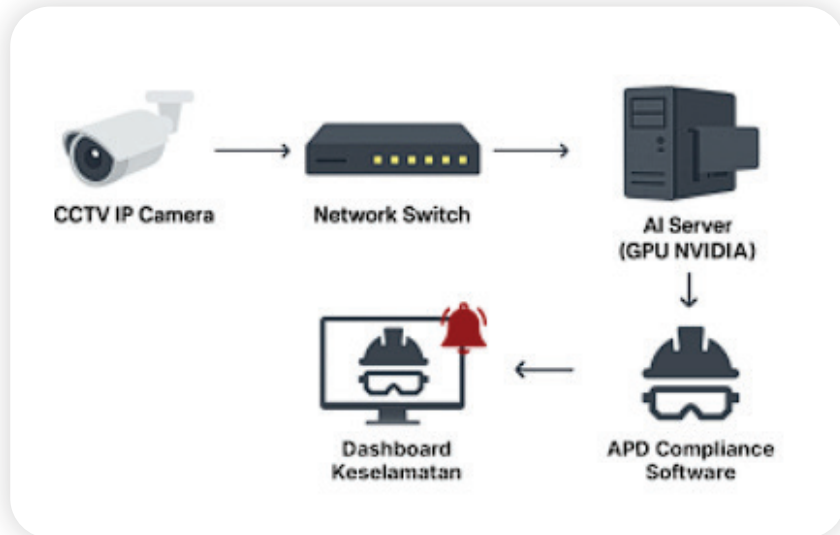 CCTV IP Camera
Network Switch
AI Server
(GPU NVIDIA)
Dashboard
Keselamatan
APD Compliance
Software